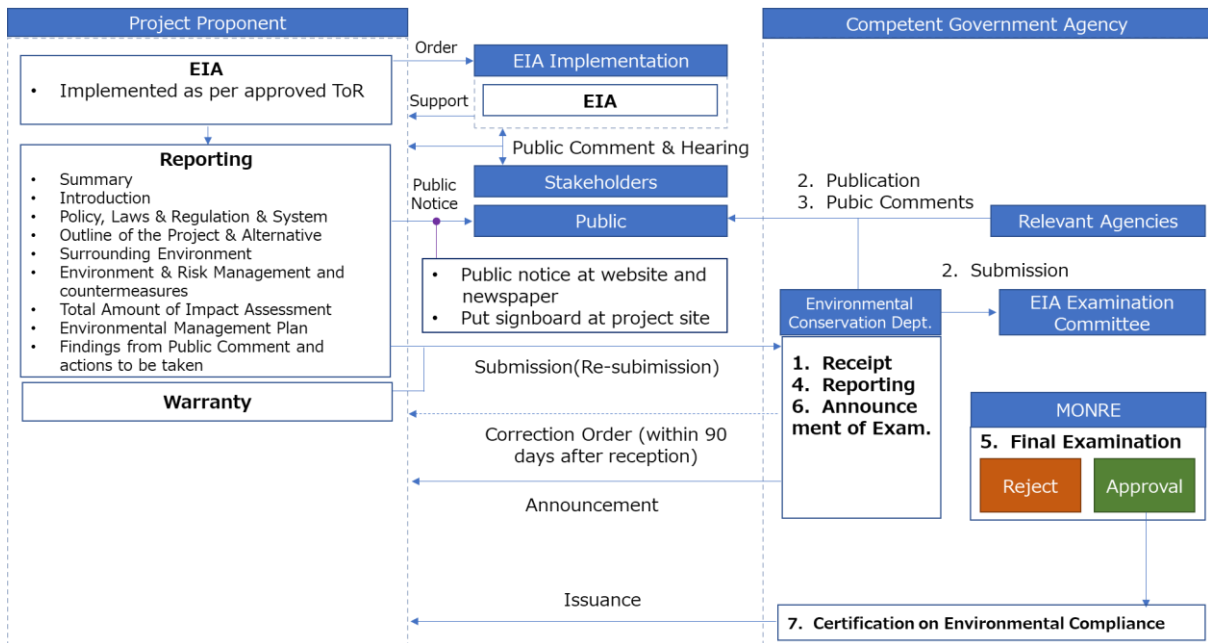 Project Proponent
EIA
• Implemented as per approved ToR
Reporting
• Summary
• Introduction
• Policy, Laws & Regulation & System
• Outline of the Project & Alternative
• Surrounding Environment
• Environment & Risk Management and
countermeasures
• Total Amount of Impact Assessment
• Environmental Management Plan
• Findings from Public Comment and
actions to be taken
Warranty
Order
Support
EIA Implementation
EIA
Public Comment & Hearing
Public
Notice
Stakeholders
Public
• Public notice at website and
newspaper
• Put signboard at project site
Submission(Re-subimission)
Correction Order (within 90
days after reception)
Announcement
Issuance
Competent Government Agency
2. Publication
3. Pubic Comments
Relevant Agencies
2. Submission
Environmental
Conservation Dept.
EIA Examination
Committee
1. Receipt
4. Reporting
6. Announce
ment of Exam.
MONRE
5. Final Examination
Reject
Approval
7. Certification on Environmental Compliance